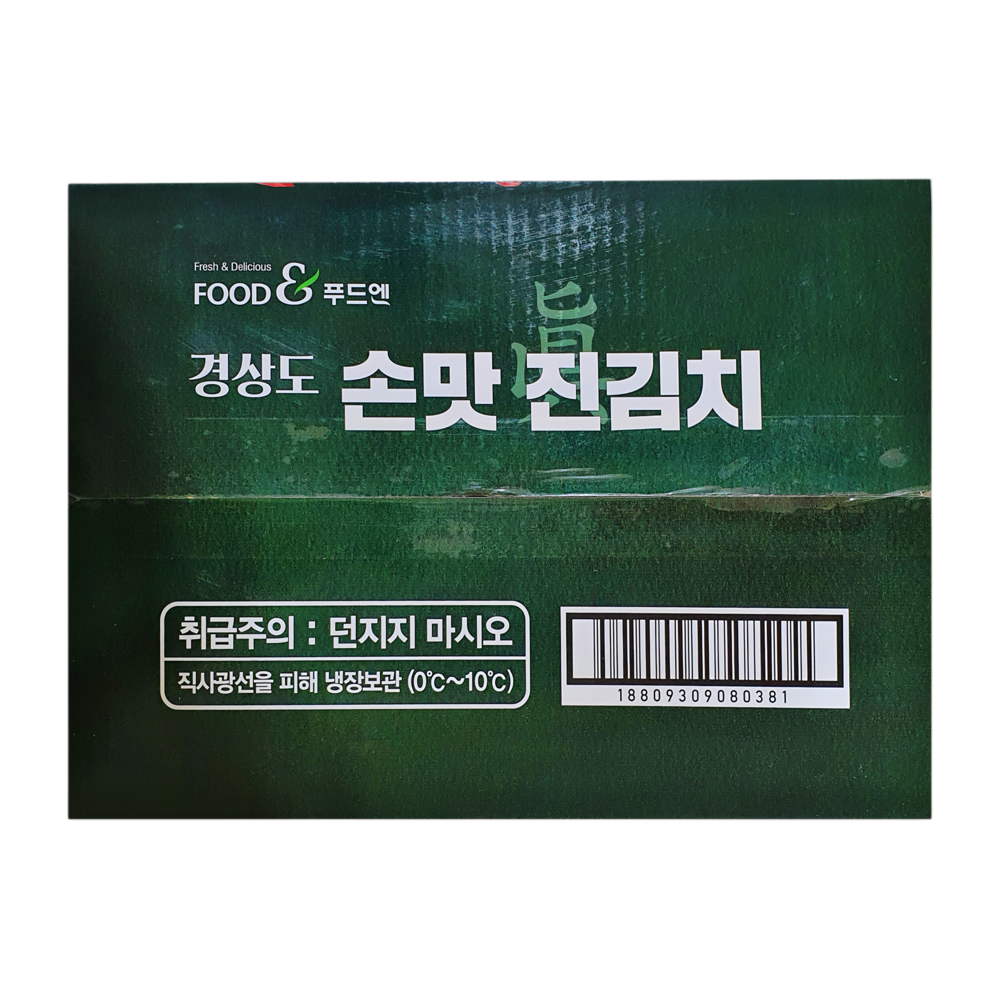 Fresh & Delicious
FOOD& 푸드엔
眞
경상도 손맛 진김치
취급주의 : 던지지 마시오
직사광선을 피해 냉장보관 (0℃~10℃)
18809309080381